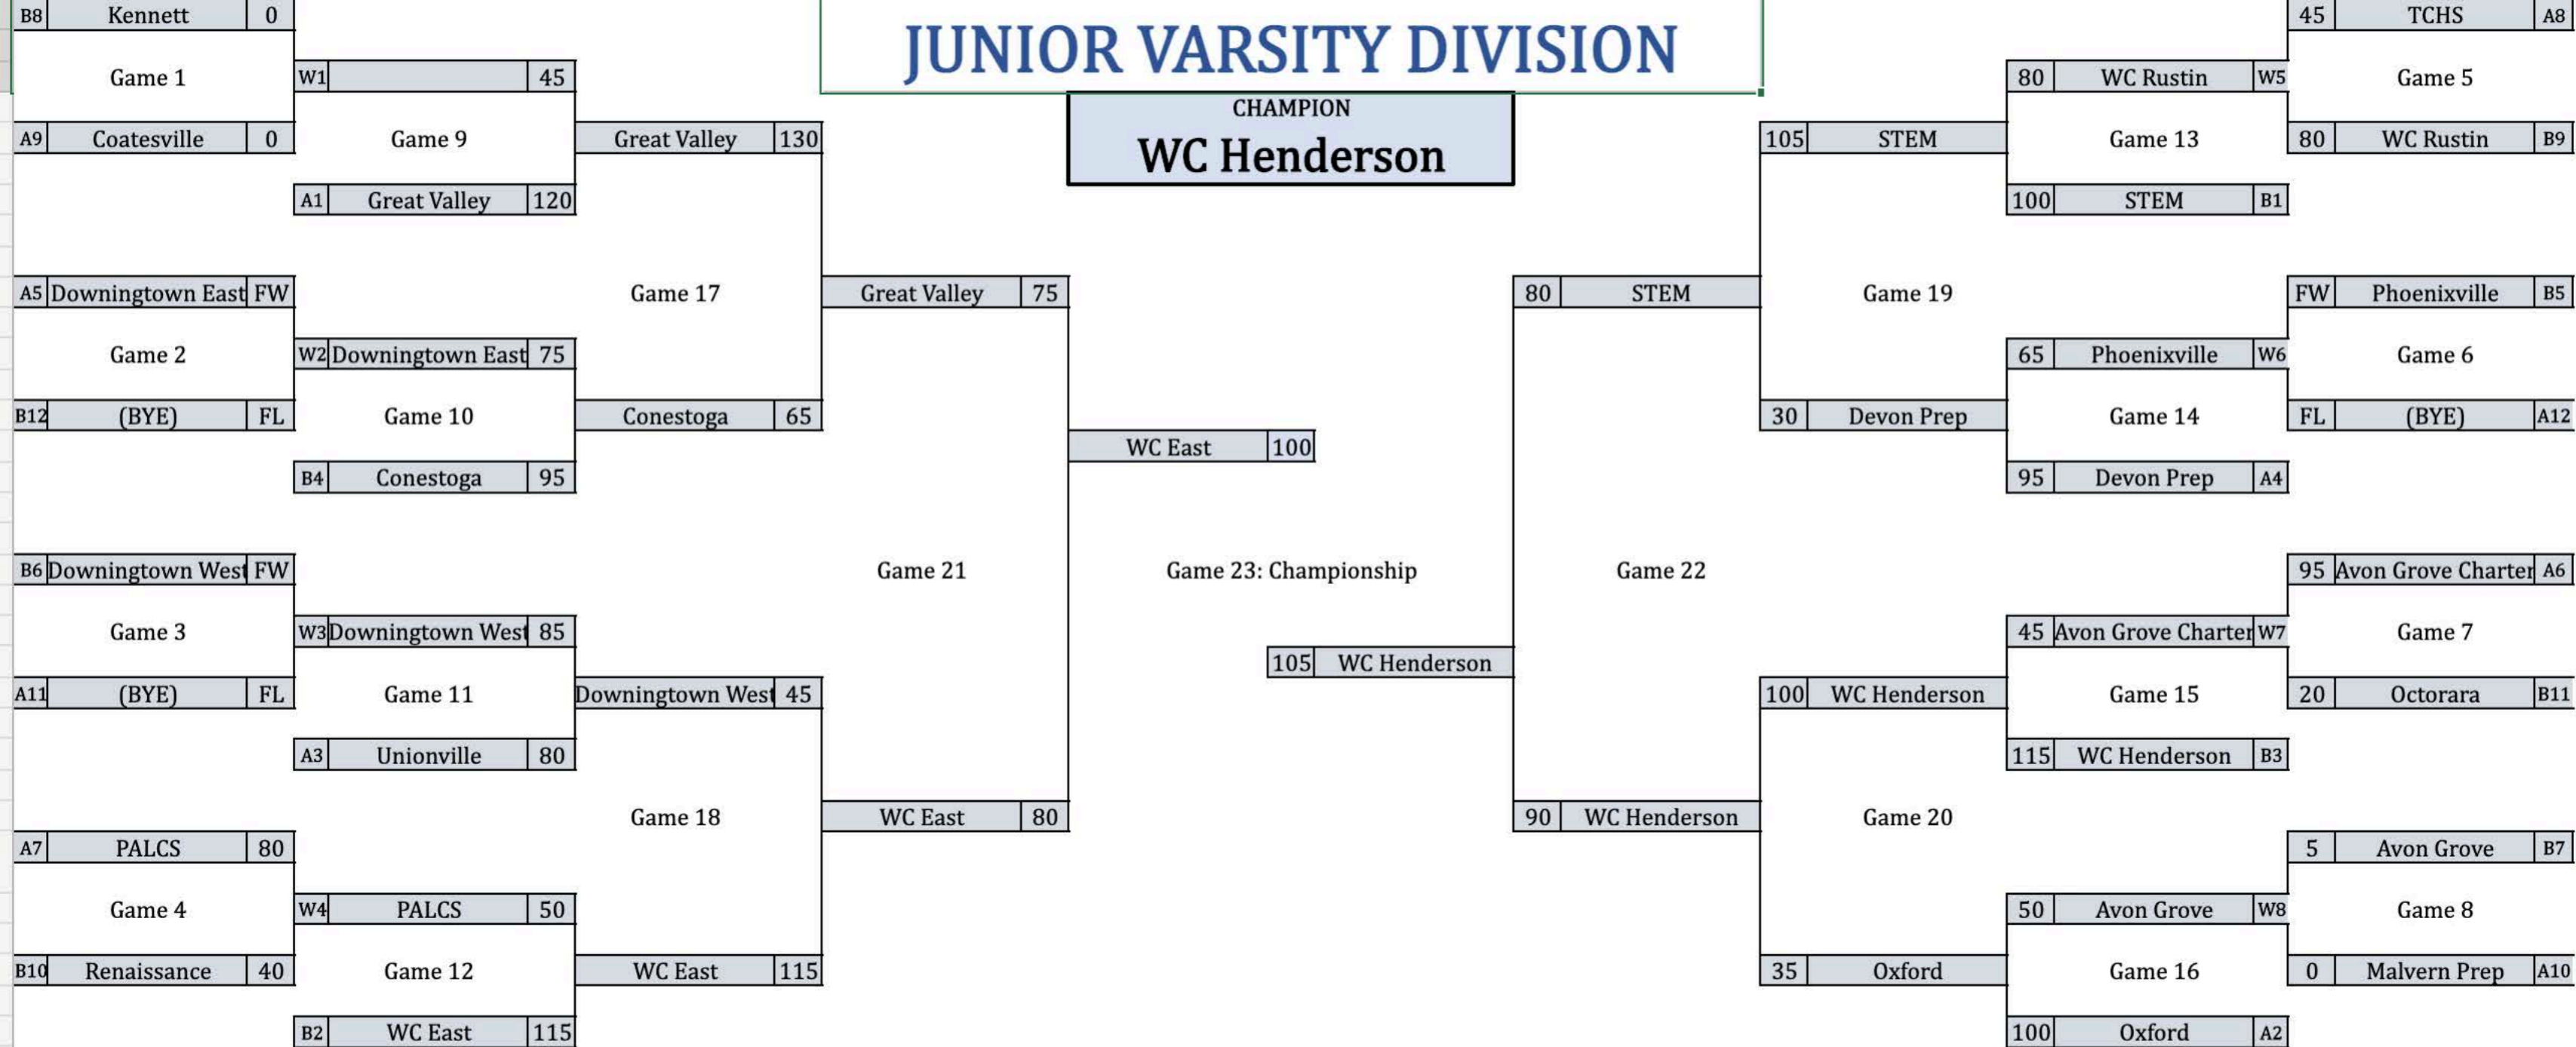 B8 Kennett 0
JUNIOR VARSITY DIVISION
45 TCHS A8
Game 1
W1 45
80 WC Rustin W5
Game 5
CHAMPION
A9 Coatesville 0
Game 9
Great Valley 130
WC Henderson
105 STEM
Game 13
80 WC Rustin B9
A1 Great Valley 120
100 STEM B1
A5 Downingtown East FW
Game 17
Great Valley 75
80 STEM
Game 19
FW Phoenixville B5
Game 2
W2 Downingtown East 75
65 Phoenixville W6
Game 6
B12 (BYE) FL
Game 10
Conestoga 65
30 Devon Prep
Game 14
FL (BYE) A12
WC East 100
B4 Conestoga 95
95 Devon Prep A4
B6 Downingtown West FW
Game 21
Game 23: Championship
Game 22
95 Avon Grove Charter A6
Game 3
W3 Downingtown West 85
45 Avon Grove Charter W7
Game 7
105 WC Henderson
A11 (BYE) FL
Game 11
Downingtown West 45
100 WC Henderson
Game 15
20 Octorara B11
A3 Unionville 80
115 WC Henderson B3
Game 18
WC East 80
90 WC Henderson
Game 20
A7 PALCS 80
5 Avon Grove B7
Game 4
W4 PALCS 50
50 Avon Grove W8
Game 8
B10 Renaissance 40
Game 12
WC East 115
35 Oxford
Game 16
0 Malvern Prep A10
B2 WC East 115
100 Oxford A2